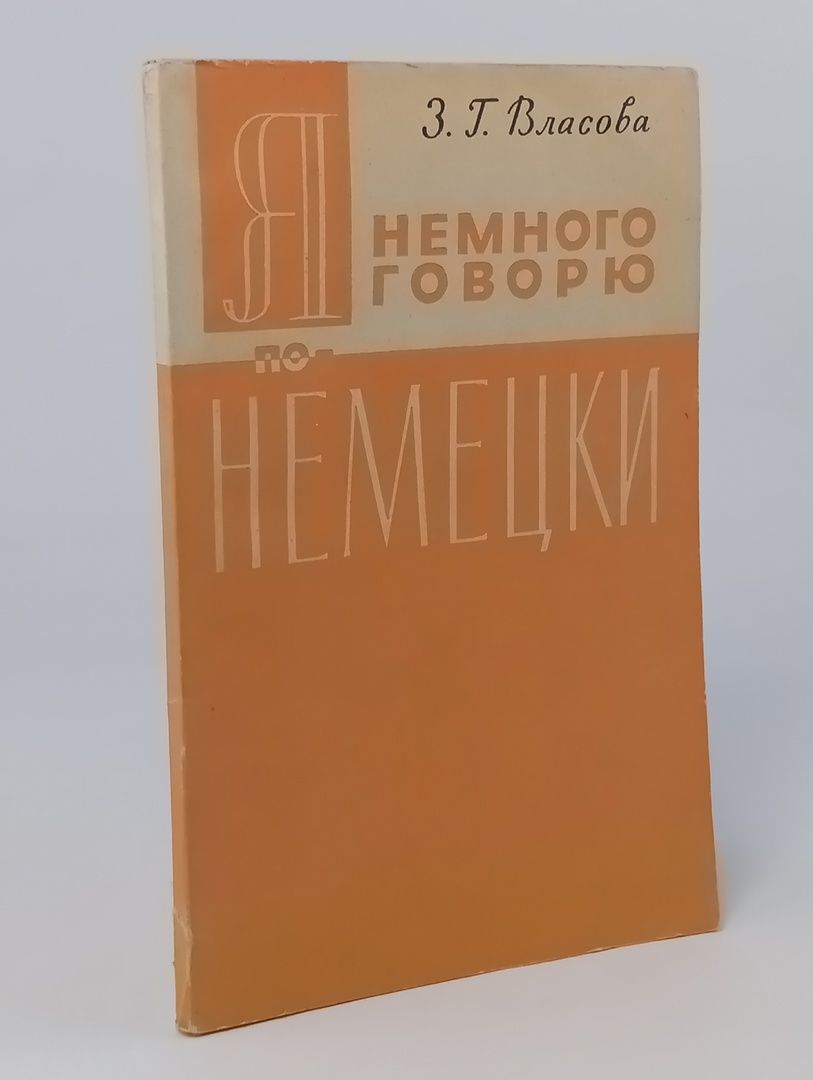 З. Г. Власова
Я НЕМНОГО
ГОВОРЮ
ПО-
НЕМЕЦКИ